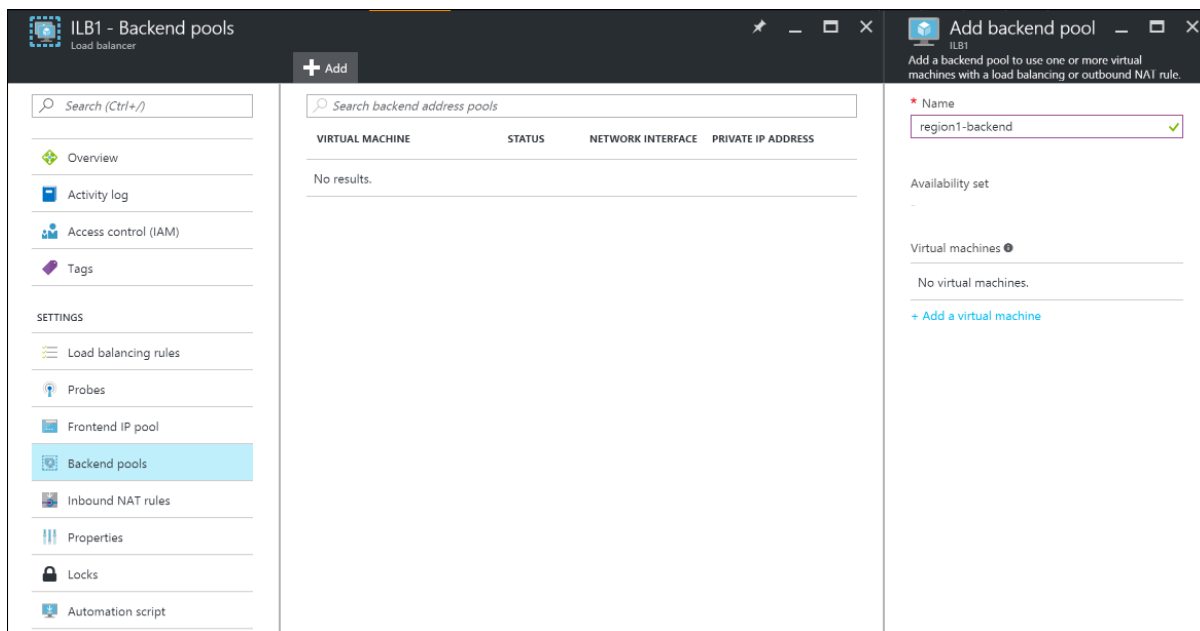 ILB1 - Backend pools
Load balancer
Add
Search (Ctrl+/)
Overview
Activity log
Access control (IAM)
Tags
SETTINGS
Load balancing rules
Probes
Frontend IP pool
Backend pools
Inbound NAT rules
Properties
Locks
Automation script
Search backend address pools
VIRTUAL MACHINE STATUS NETWORK INTERFACE PRIVATE IP ADDRESS
No results.
Add backend pool
ILB1
Add a backend pool to use one or more virtual
machines with a load balancing or outbound NAT rule.
* Name
region1-backend
Availability set
-
Virtual machines
No virtual machines.
+ Add a virtual machine